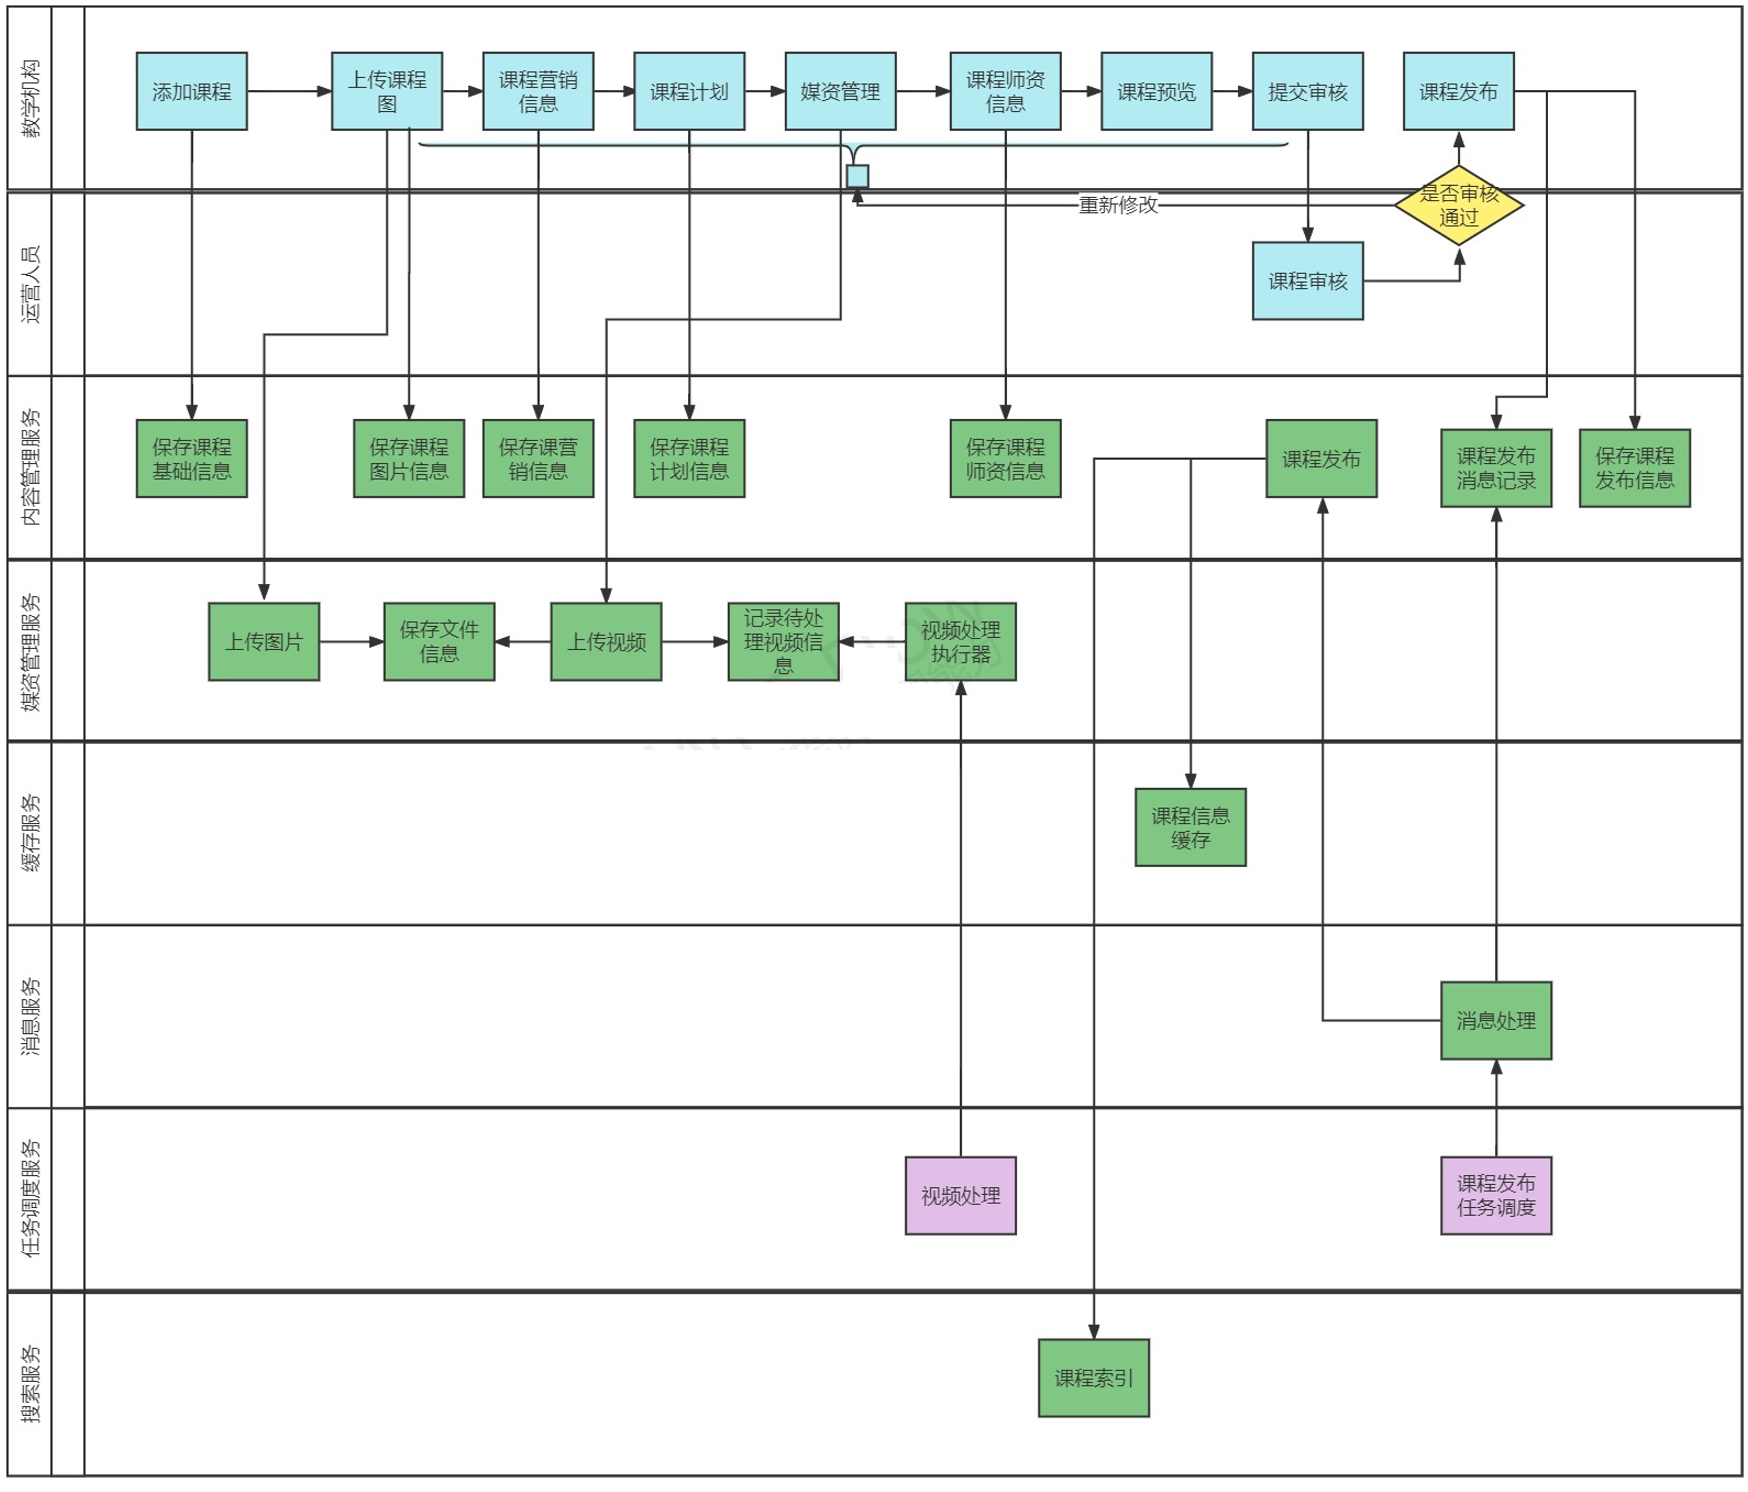 教学机构
添加课程
上传课程
图
课程营销
信息
课程计划
媒资管理
课程师资
信息
课程预览
提交审核
课程发布
运营人员
重新修改
是否审核
通过
课程审核
内容管理服务
保存课程
基础信息
保存课程
图片信息
保存课营
销信息
保存课程
计划信息
保存课程
师资信息
课程发布
课程发布
消息记录
保存课程
发布信息
媒资管理服务
上传图片
保存文件
信息
上传视频
记录待处
理视频信
息
视频处理
执行器
缓存服务
课程信息
缓存
消息服务
消息处理
任务调度服务
视频处理
课程发布
任务调度
搜索服务
课程索引